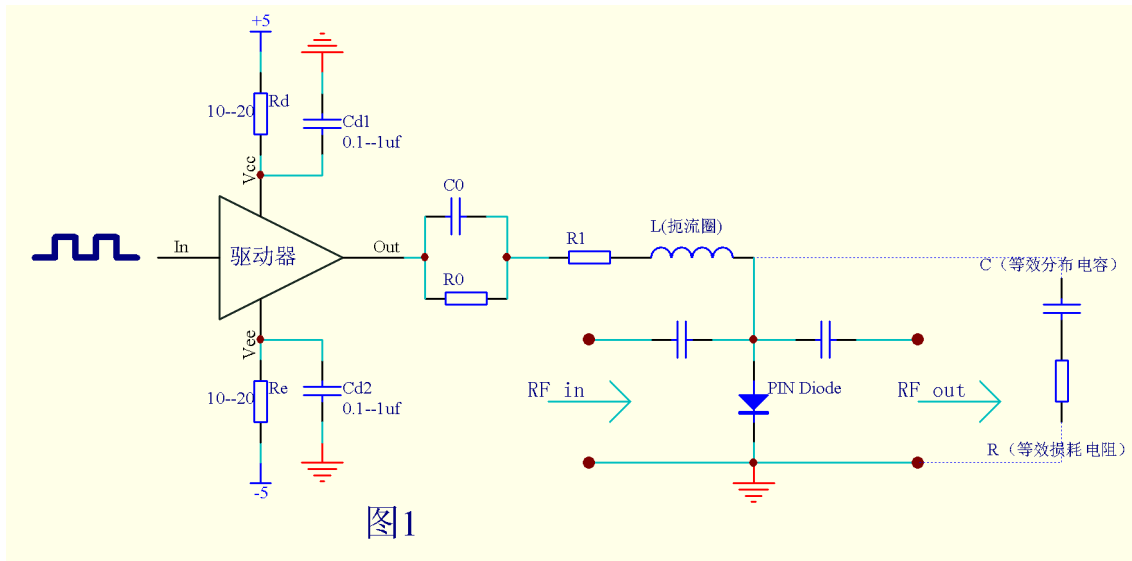 +5
10--20
Rd
Cd1
0.1--1uf
Vcc
C0
In
驱动器
Out
R0
R1
L(扼流圈)
C（等效分布电容）
Vee
10--20
Re
Cd2
0.1--1uf
-5
RF in
PIN Diode
RF out
R（等效损耗电阻）
图1